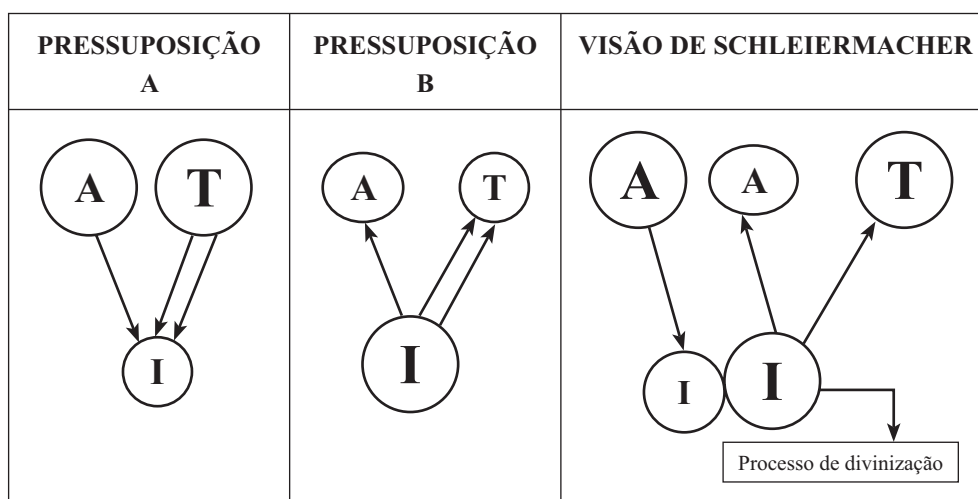 PRESSUPOSIÇÃO
A
PRESSUPOSIÇÃO
B
VISÃO DE SCHLEIERMACHER
A
T
I
A
T
I
A
A
T
I
I
Processo de divinização